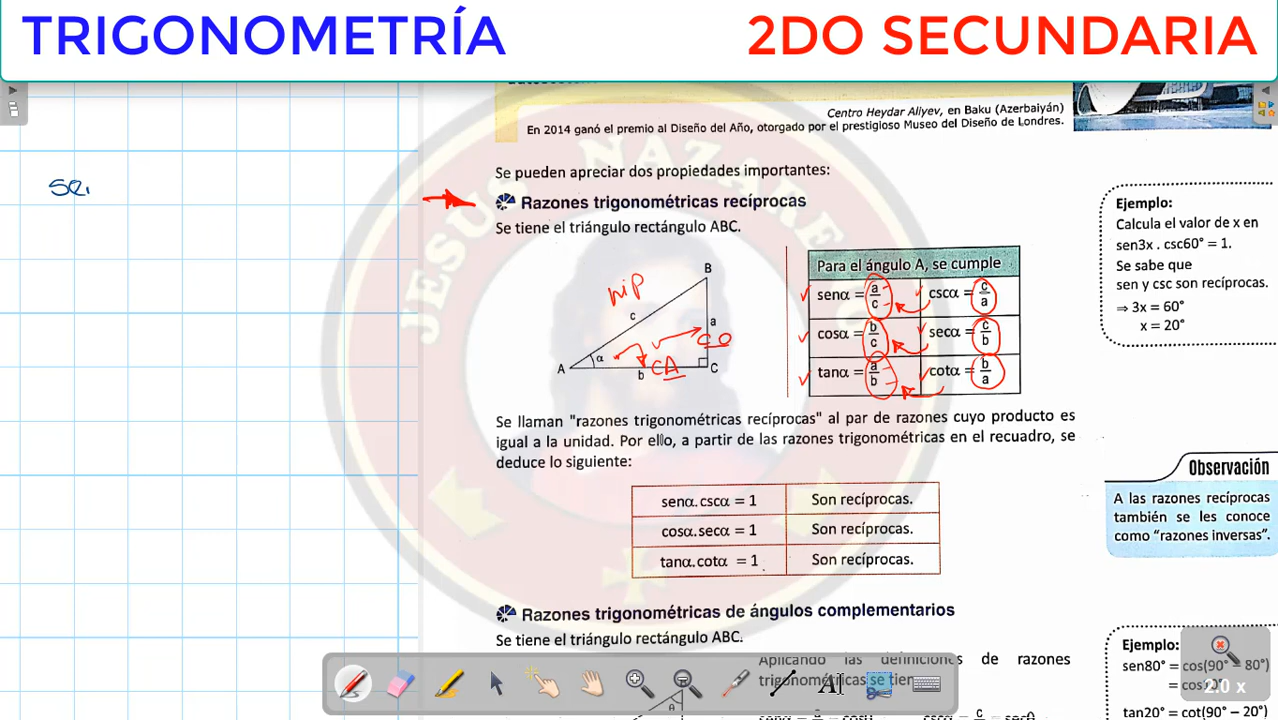 TRIGONOMETRÍA
2DO SECUNDARIA
Centro Heydar Aliyev, en Baku (Azerbaiyán)
En 2014 ganó el premio al Diseño del Año, otorgado por el prestigioso Museo del Diseño de Londres.
Se pueden apreciar dos propiedades importantes:
Razones trigonométricas recíprocas
Se tiene el triángulo rectángulo ABC.
B
hip
c
a
CO
A
α
b
CA
C
Para el ángulo A, se cumple
senα = a/c cscα = c/a
cosα = b/c secα = c/b
tanα = a/b cotα = b/a
Se llaman "razones trigonométricas recíprocas" al par de razones cuyo producto es
igual a la unidad. Por ello, a partir de las razones trigonométricas en el recuadro, se
deduce lo siguiente:
senα.cscα = 1 Son recíprocas.
cosα.secα = 1 Son recíprocas.
tanα.cotα = 1 Son recíprocas.
Razones trigonométricas de ángulos complementarios
Se tiene el triángulo rectángulo ABC.
Aplicando las definiciones de razones
trigonométricas se tiene
Ejemplo:
Calcula el valor de x en
sen3x . csc60° = 1.
Se sabe que
sen y csc son recíprocas.
⇒ 3x = 60°
x = 20°
Observación
A las razones recíprocas
también se les conoce
como "razones inversas".
Ejemplo:
sen80° = cos(90° - 80°)
tan20° = cot(90° - 20°)
2.0 x
NAZARENO